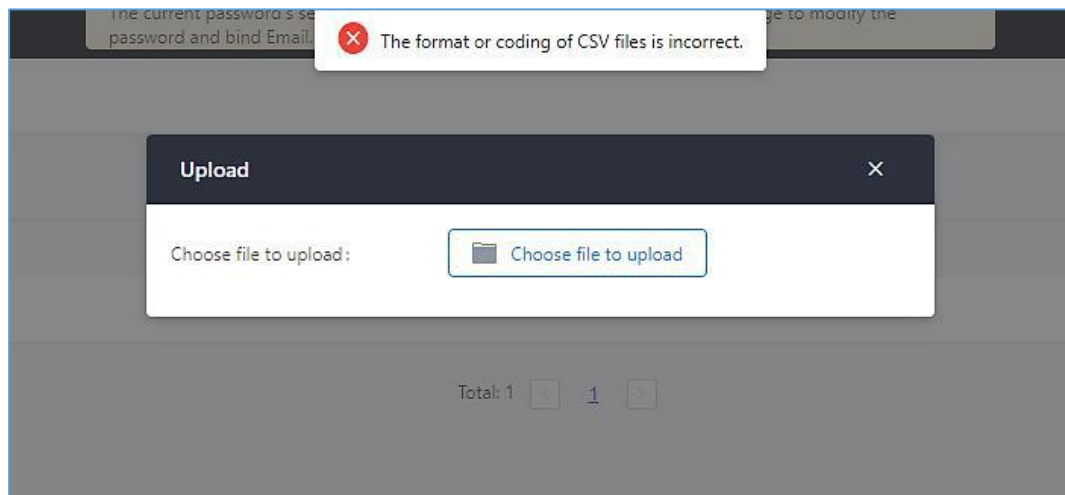 The current password's se
ge to modify the
password and bind Email.
The format or coding of CSV files is incorrect.
Upload
Choose file to upload:
Choose file to upload
Total: 1 < 1 >